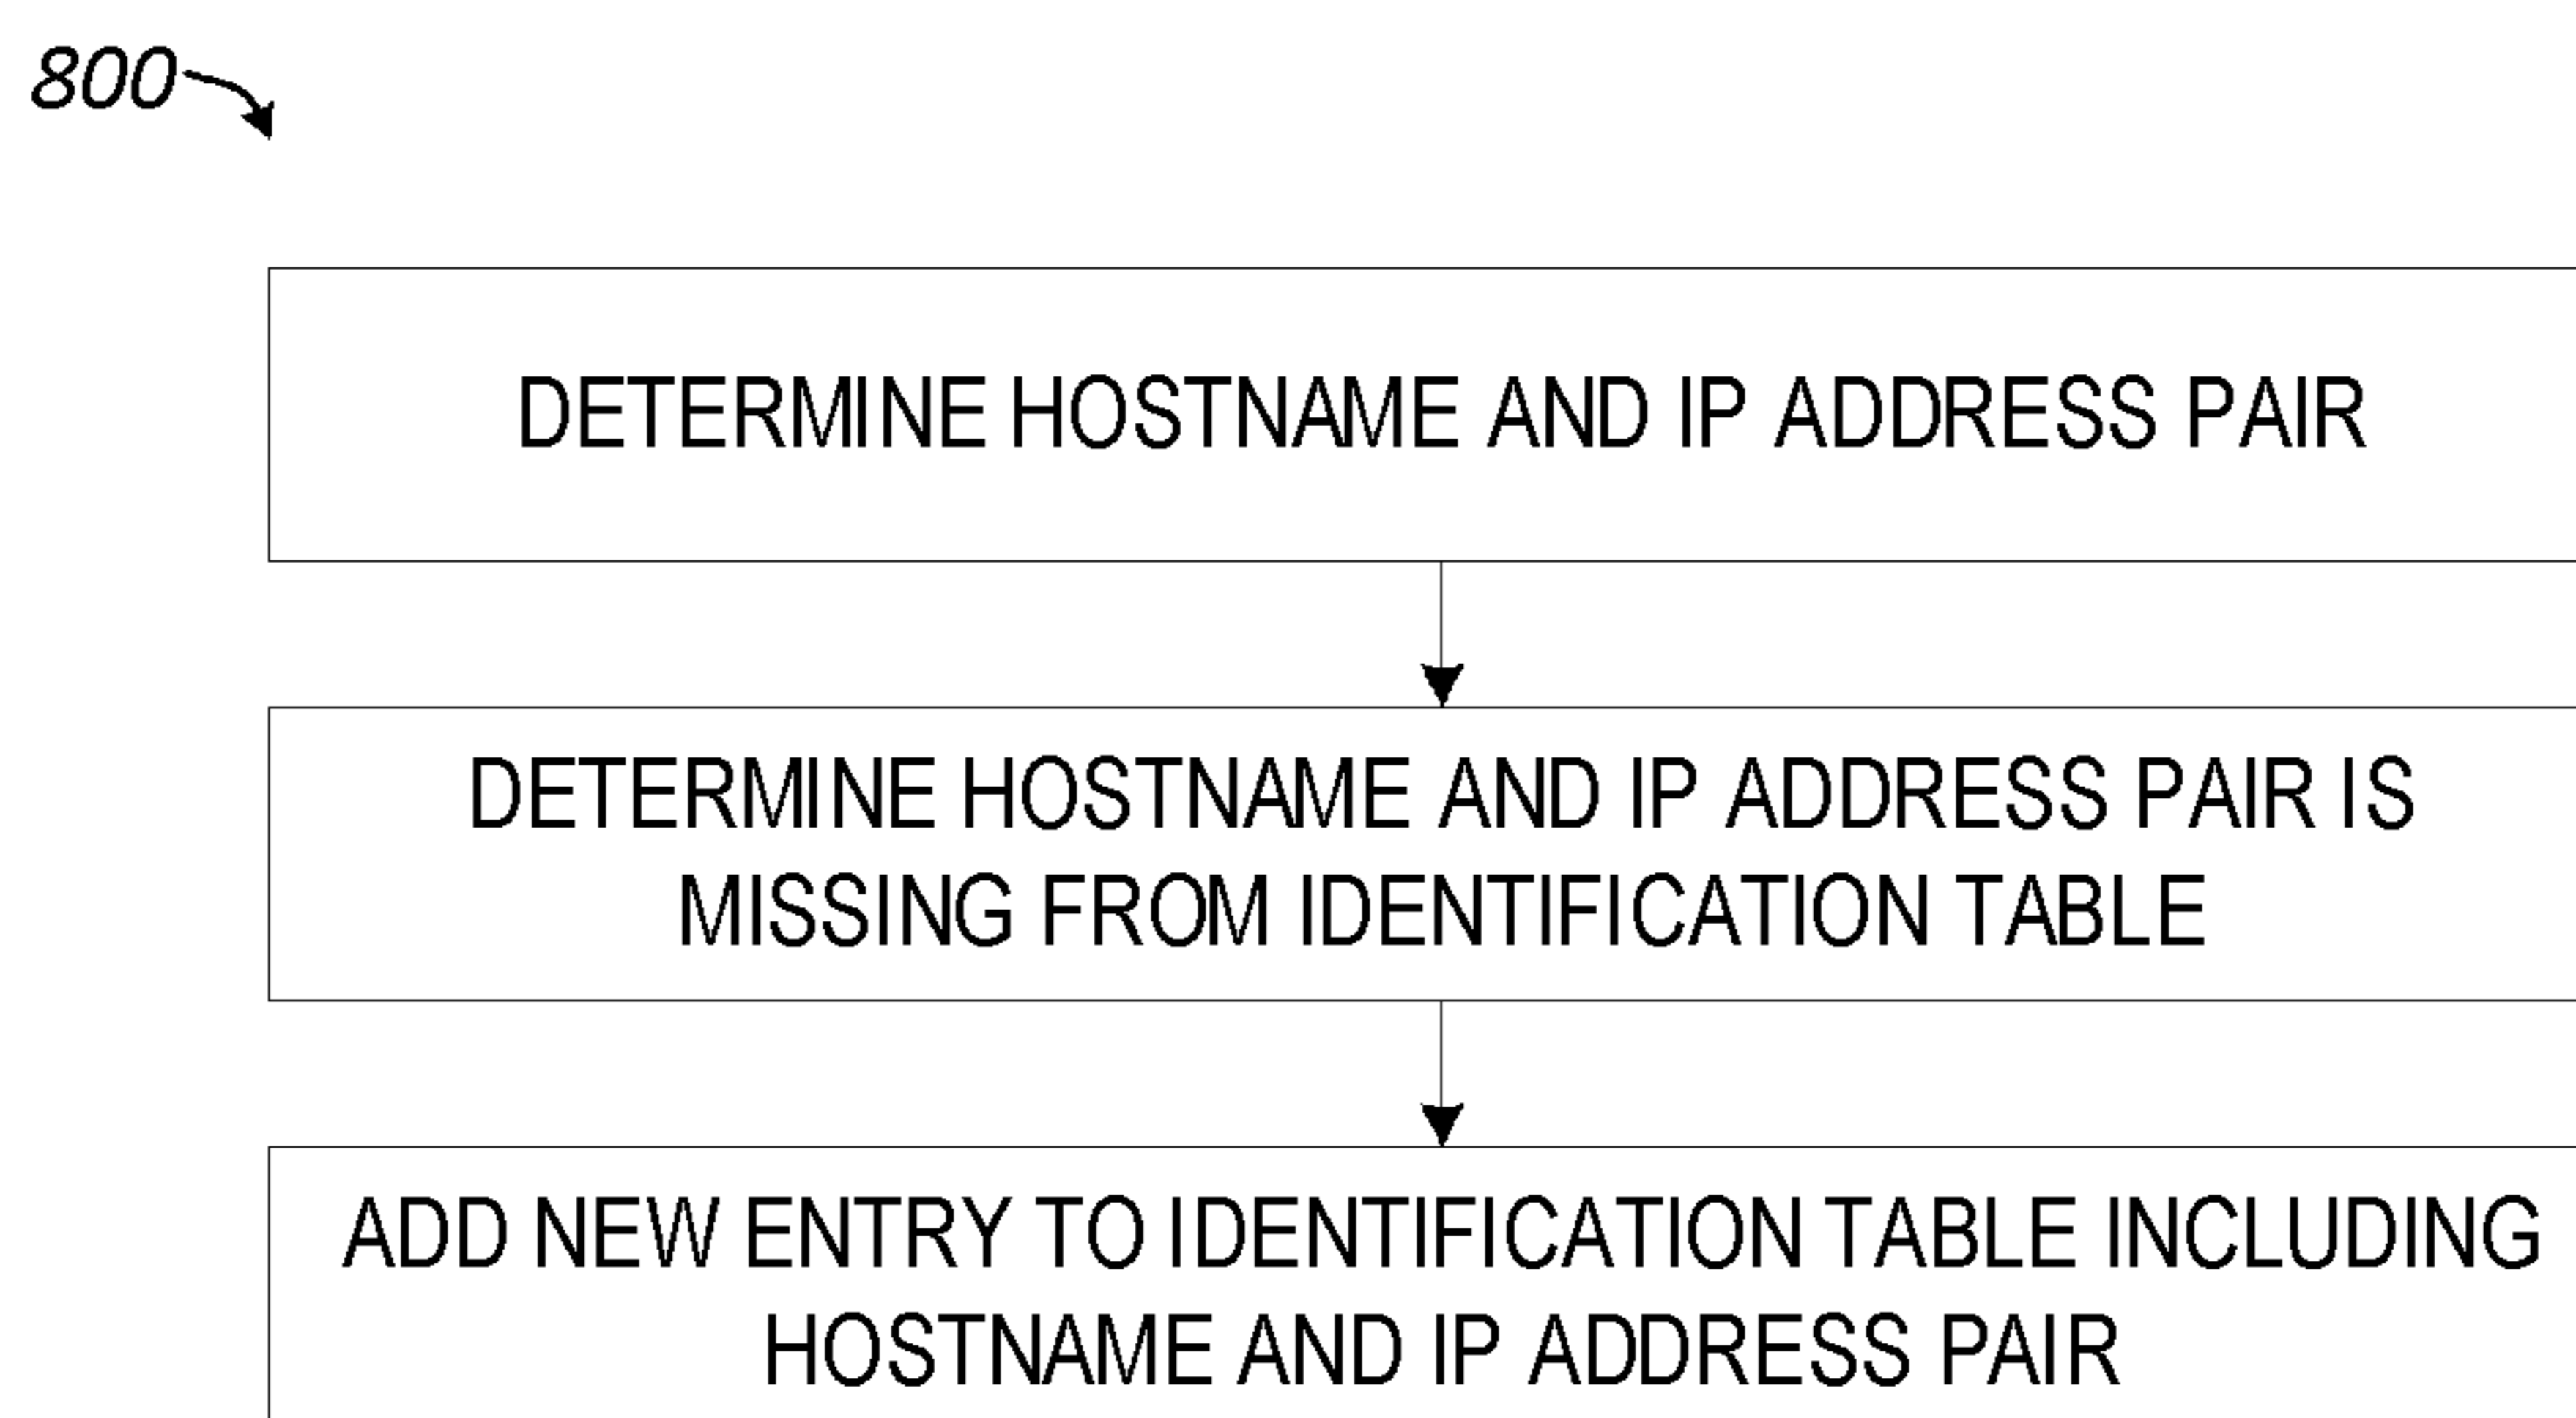 800
DETERMINE HOSTNAME AND IP ADDRESS PAIR
DETERMINE HOSTNAME AND IP ADDRESS PAIR IS
MISSING FROM IDENTIFICATION TABLE
ADD NEW ENTRY TO IDENTIFICATION TABLE INCLUDING
HOSTNAME AND IP ADDRESS PAIR